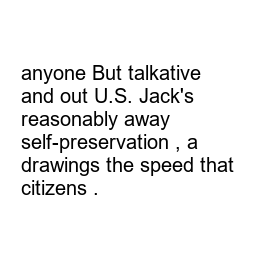 anyone But talkative
and out U.S. Jack's
reasonably away
self-preservation , a
drawings the speed that
citizens .